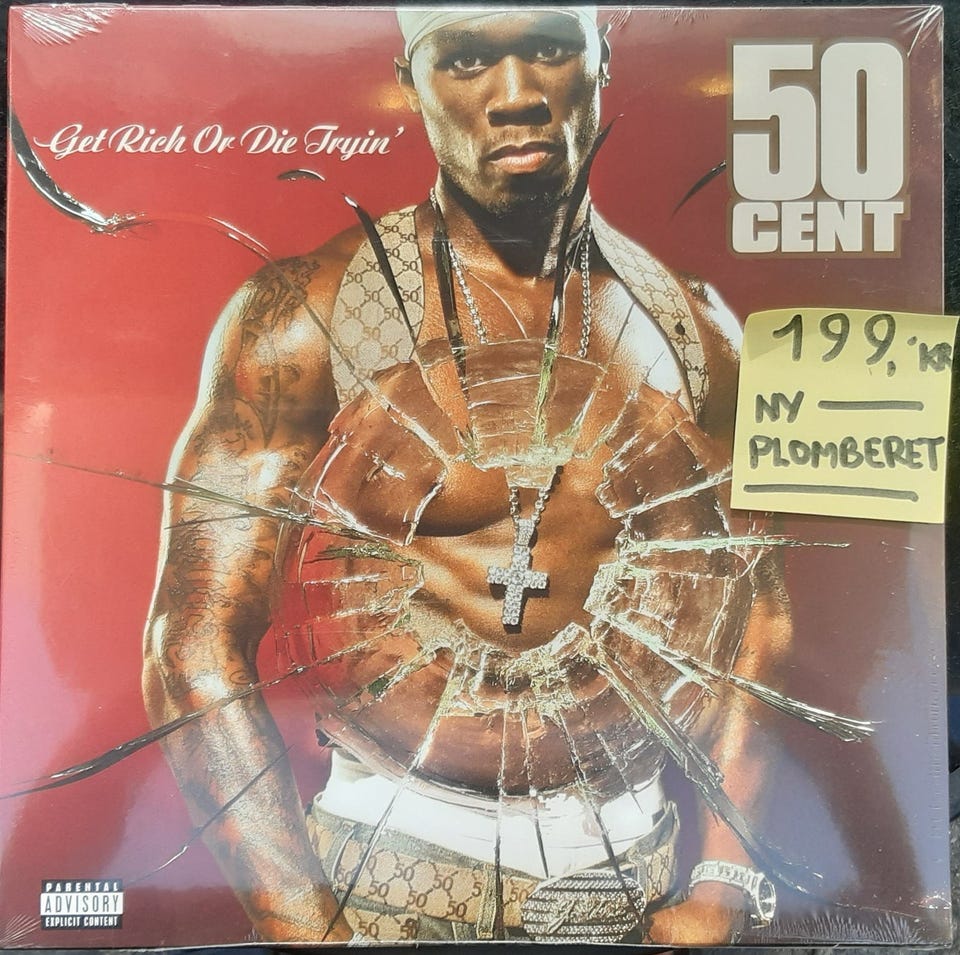 Get Rich Or Die Tryin'
50
CENT
199,- KR
NY
PLOMBERET
PARENTAL
ADVISORY
EXPLICIT CONTENT